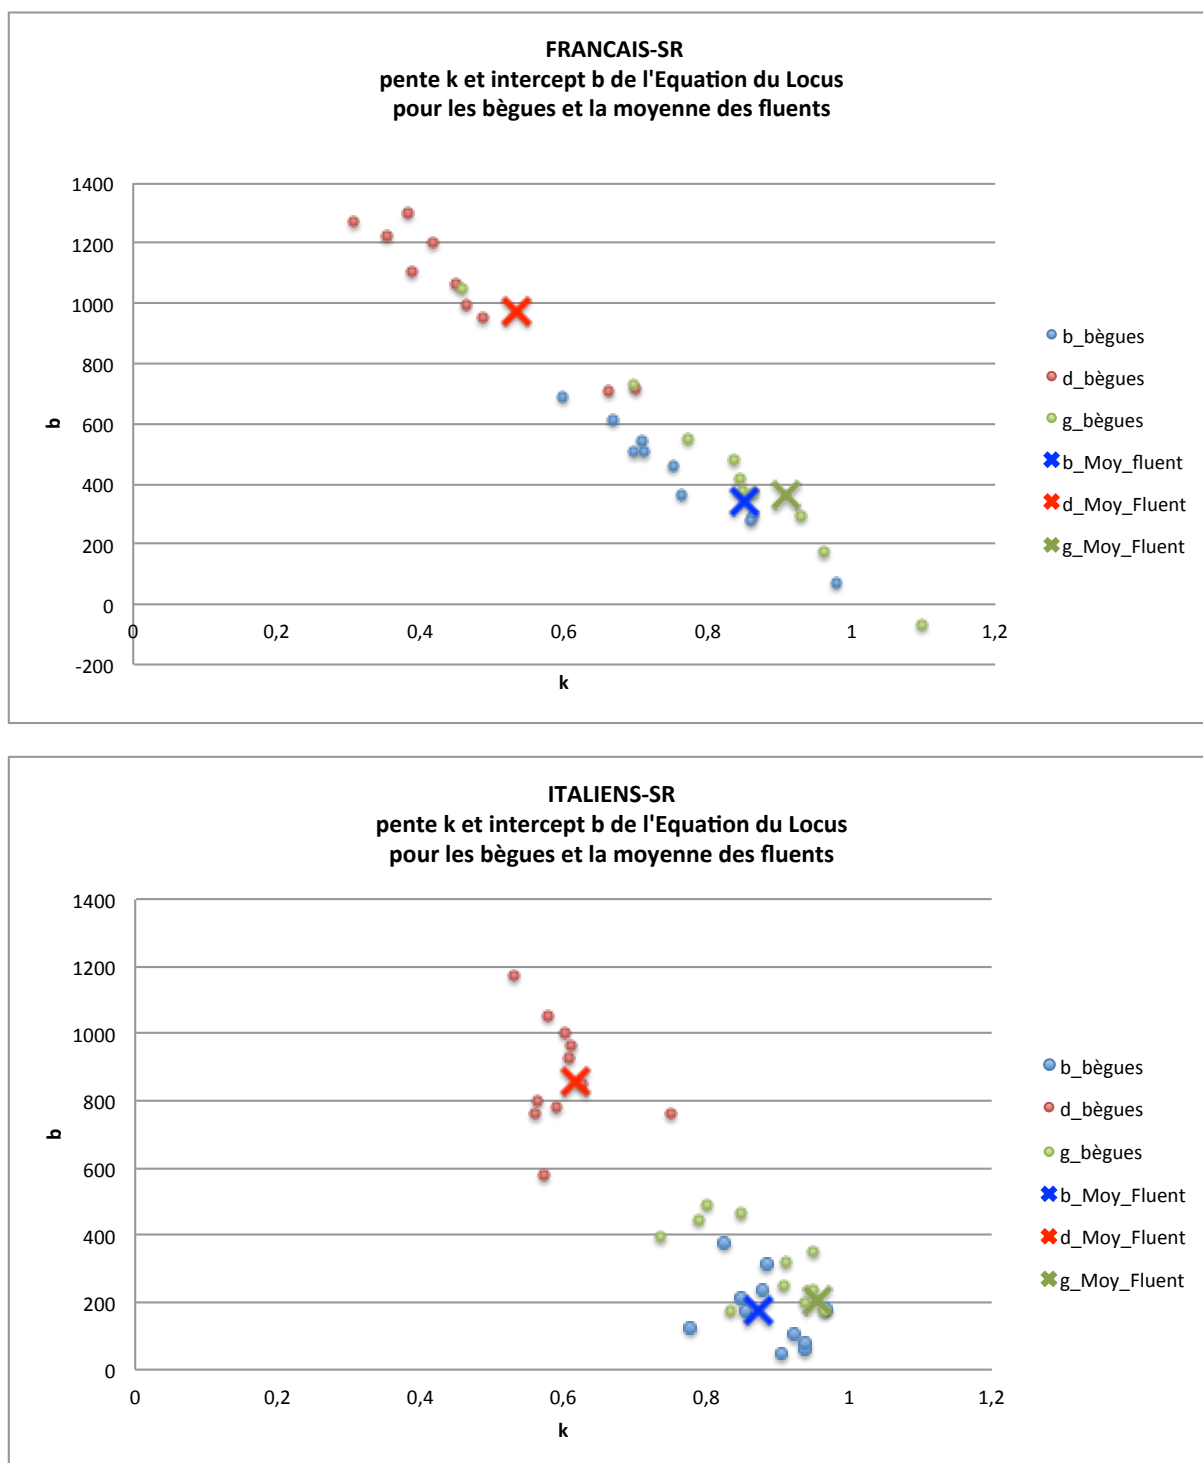 FRANCAIS-SR
pente k et intercept b de l'Equation du Locus
pour les bègues et la moyenne des fluents
1400
1200
1000
800
600
400
200
0
-200
b
0
0,2
0,4
0,6
0,8
1
1,2
k
b_bègues
d_bègues
g_bègues
b_Moy_fluent
d_Moy_Fluent
g_Moy_Fluent
ITALIENS-SR
pente k et intercept b de l'Equation du Locus
pour les bègues et la moyenne des fluents
1400
1200
1000
800
600
400
200
0
b
0
0,2
0,4
0,6
0,8
1
1,2
k
b_bègues
d_bègues
g_bègues
b_Moy_Fluent
d_Moy_Fluent
g_Moy_Fluent